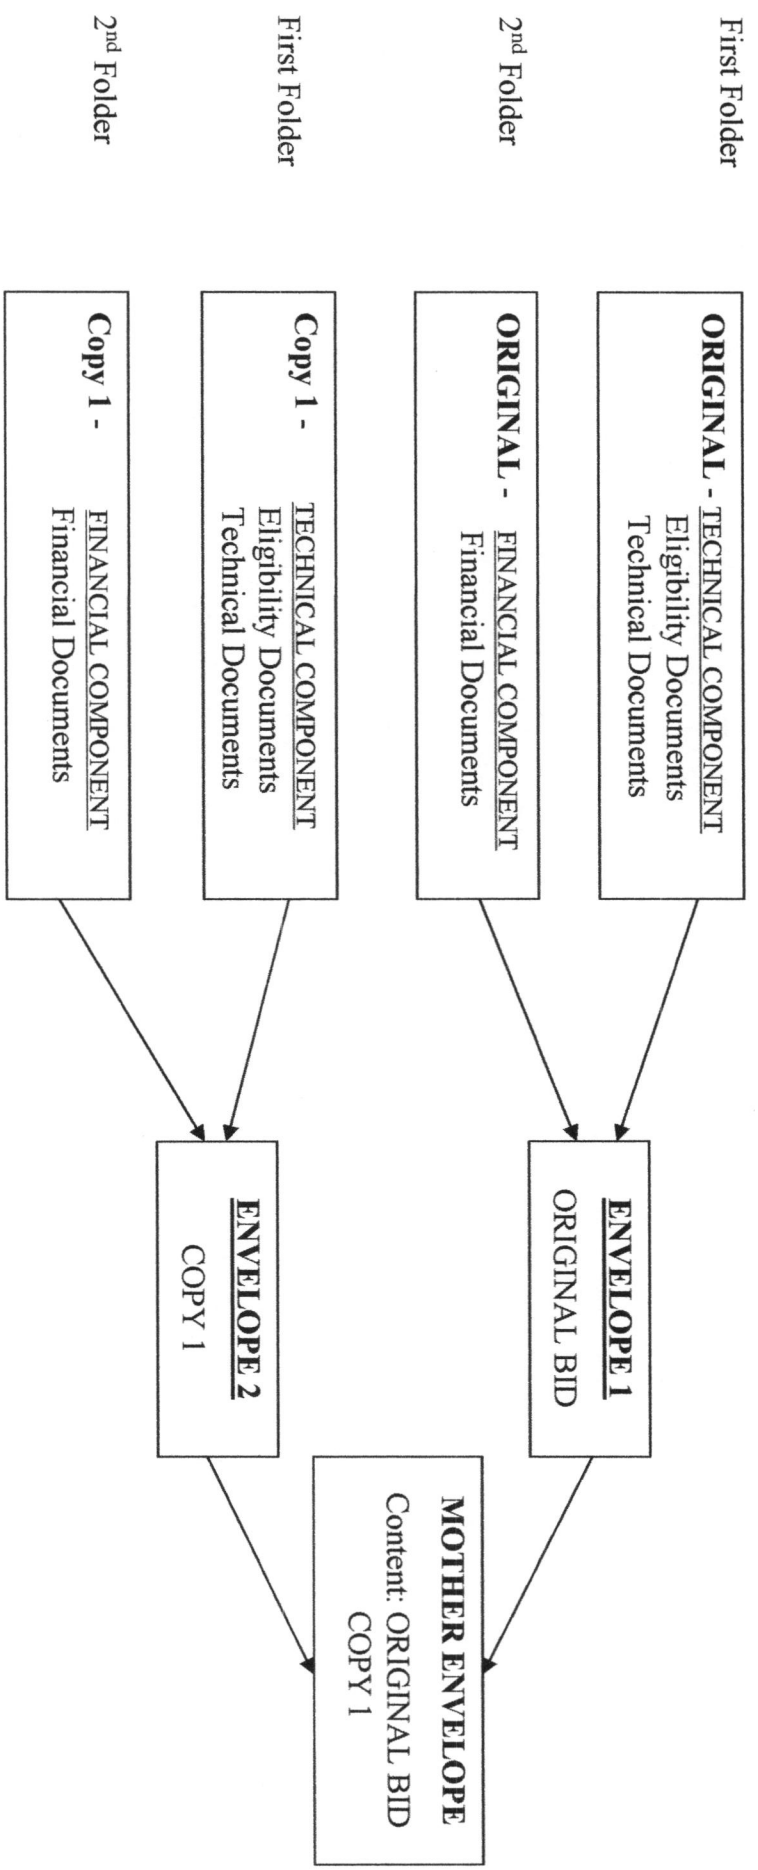 First Folder
ORIGINAL - TECHNICAL COMPONENT
Eligibility Documents
Technical Documents
2nd Folder
ORIGINAL - FINANCIAL COMPONENT
Financial Documents
First Folder
Copy 1 - TECHNICAL COMPONENT
Eligibility Documents
Technical Documents
2nd Folder
Copy 1 - FINANCIAL COMPONENT
Financial Documents
ENVELOPE 1
ORIGINAL BID
ENVELOPE 2
COPY 1
MOTHER ENVELOPE
Content: ORIGINAL BID
COPY 1